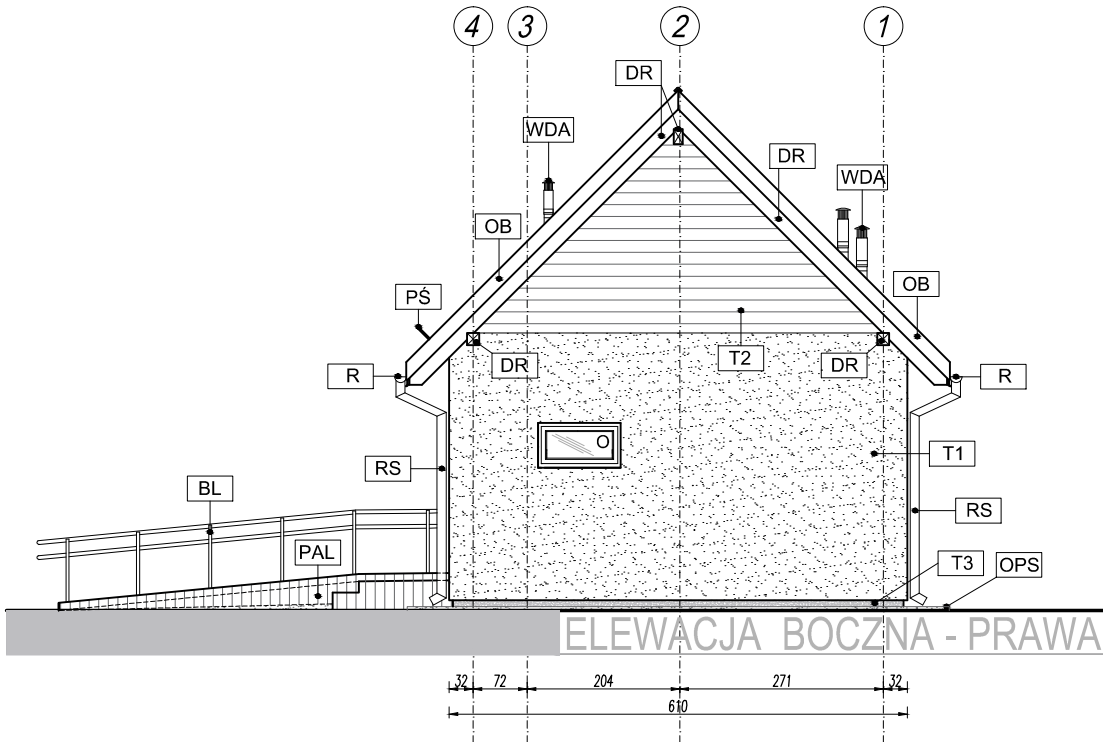 4 3 2 1
DR
WDA
DR
WDA
OB
OB
PŚ
T2
DR
DR
R
R
O
T1
RS
BL
RS
PAL
T3
OPS
ELEWACJA BOCZNA - PRAWA
32 72 204 271 32
610